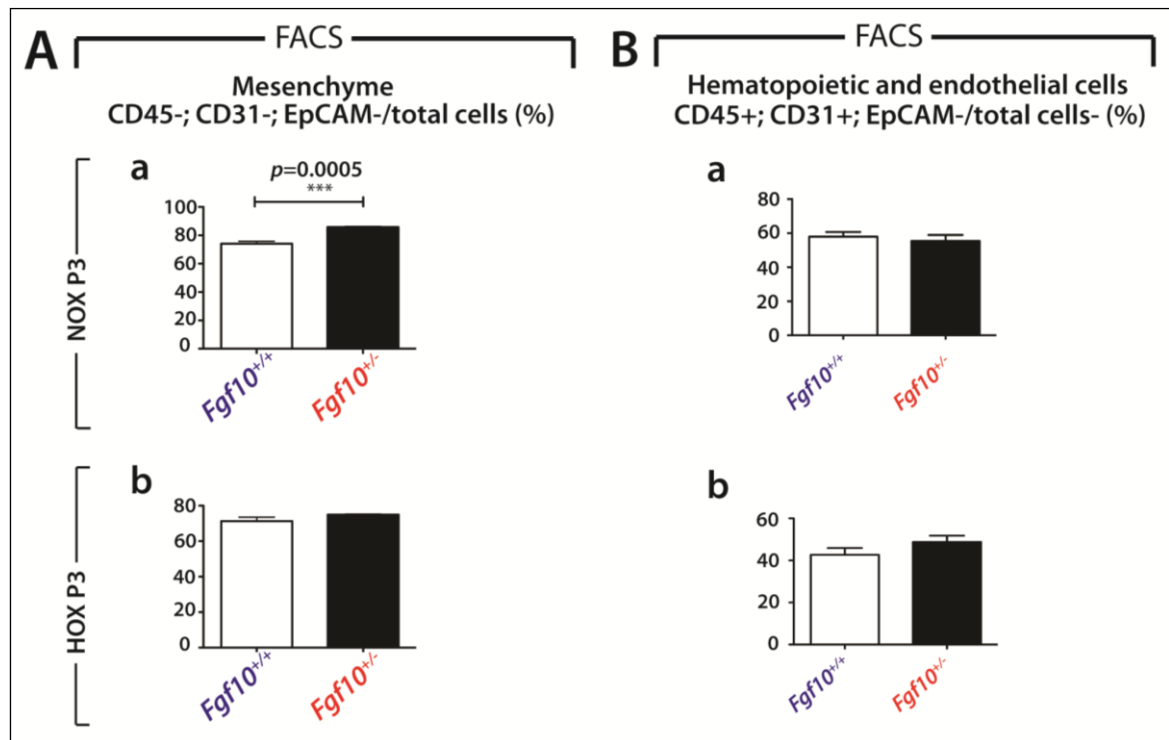 A
FACS
Mesenchyme
CD45-; CD31-; EpCAM-/total cells (%)
NOX P3
a
p=0.0005
***
100
80
60
40
20
0
Fgf10+/+
Fgf10+/-
HOX P3
b
80
60
40
20
0
Fgf10+/+
Fgf10+/-
B
FACS
Hematopoietic and endothelial cells
CD45+; CD31+; EpCAM-/total cells- (%)
a
80
60
40
20
0
Fgf10+/+
Fgf10+/-
b
60
40
20
0
Fgf10+/+
Fgf10+/-